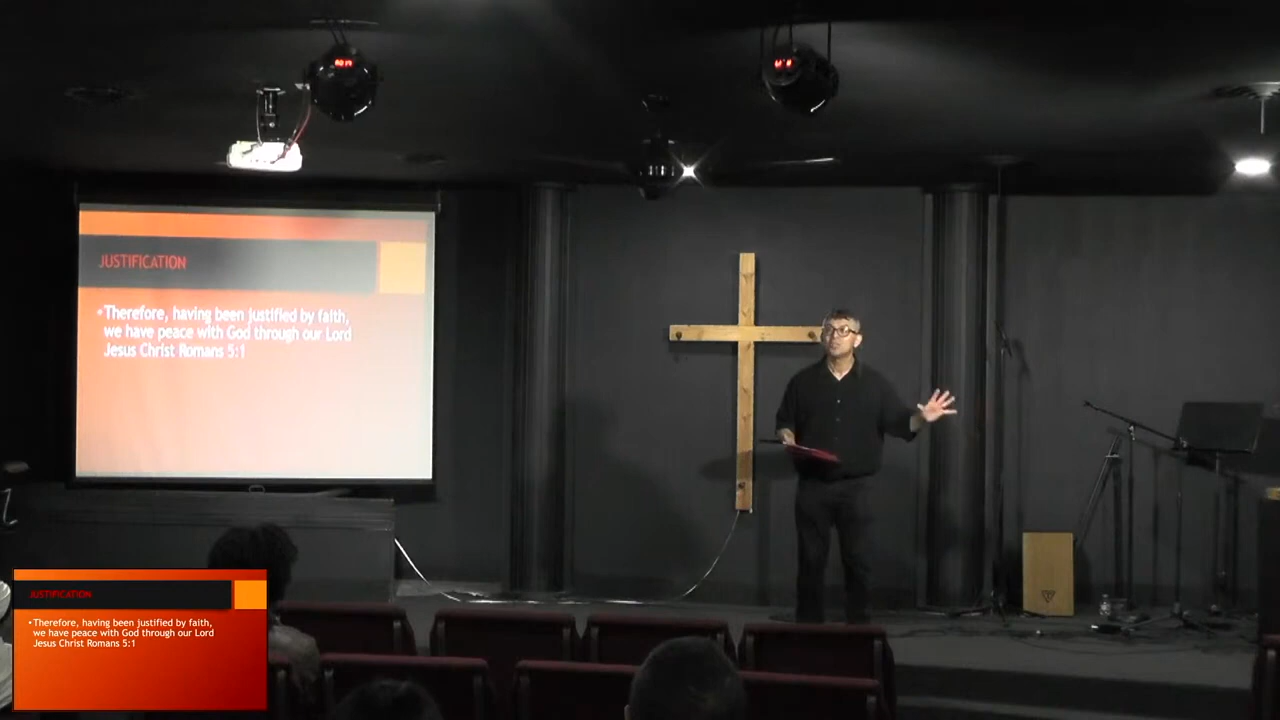 JUSTIFICATION
• Therefore, having been justified by faith,
we have peace with God through our Lord
Jesus Christ Romans 5:1
JUSTIFICATION
• Therefore, having been justified by faith,
we have peace with God through our Lord
Jesus Christ Romans 5:1